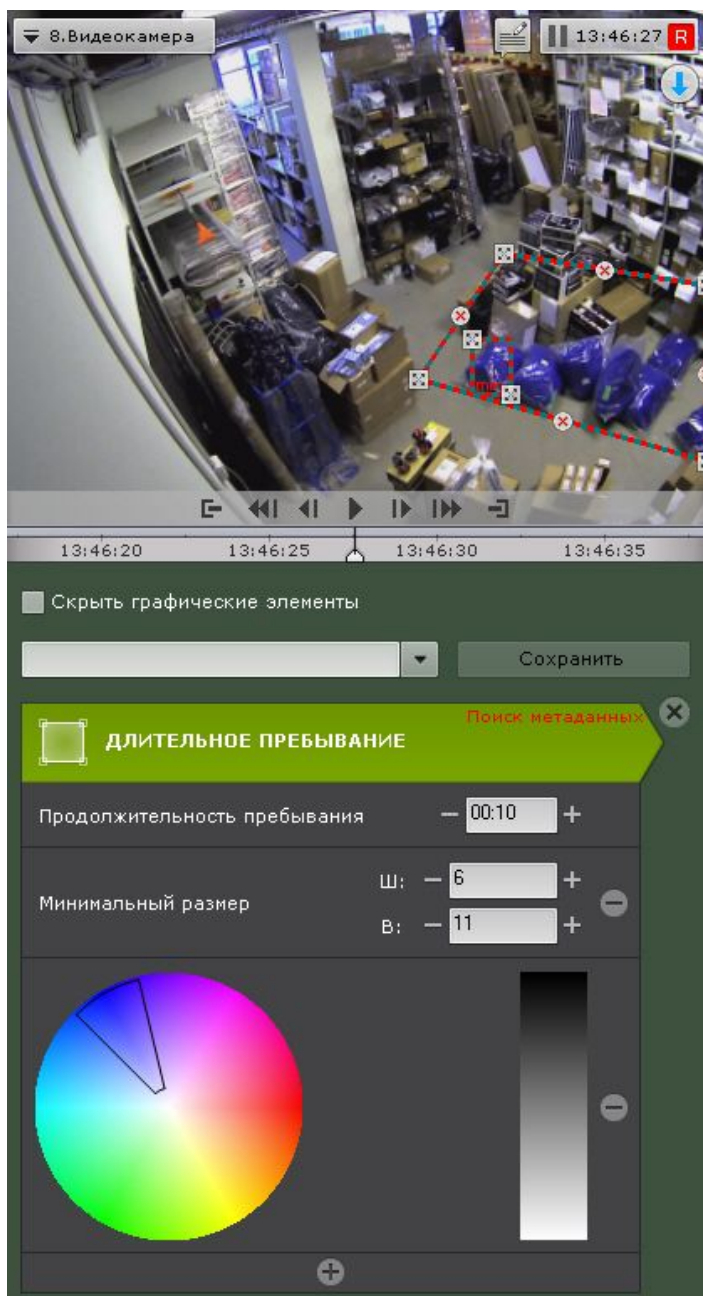 8.Видеокамера
13:46:27 R
min
13:46:20 13:46:25 13:46:30 13:46:35
Скрыть графические элементы
Сохранить
Поиск метаданных
ДЛИТЕЛЬНОЕ ПРЕБЫВАНИЕ
Продолжительность пребывания 00:10
Ш: 6
Минимальный размер
В: 11